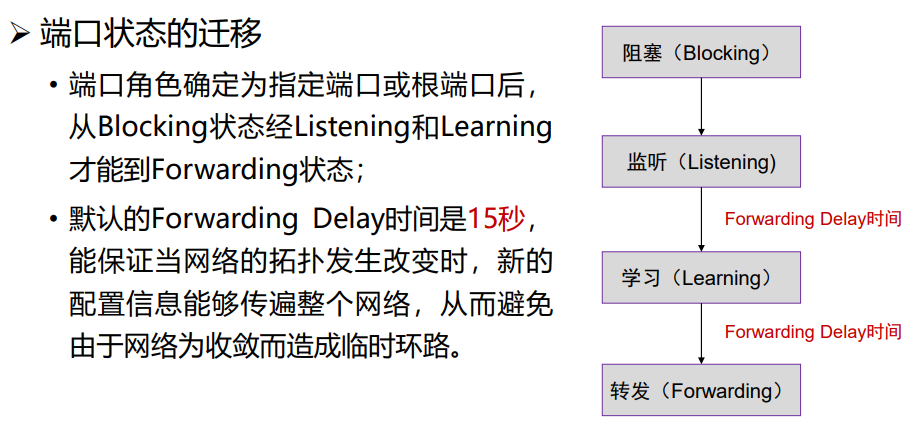 ➢ 端口状态的迁移
• 端口角色确定为指定端口或根端口后，
从Blocking状态经Listening和Learning
才能到Forwarding状态；
• 默认的Forwarding Delay时间是15秒，
能保证当网络的拓扑发生改变时，新的
配置信息能够传遍整个网络，从而避免
由于网络为收敛而造成临时环路。
阻塞（Blocking）
监听（Listening)
Forwarding Delay时间
学习（Learning）
Forwarding Delay时间
转发（Forwarding）